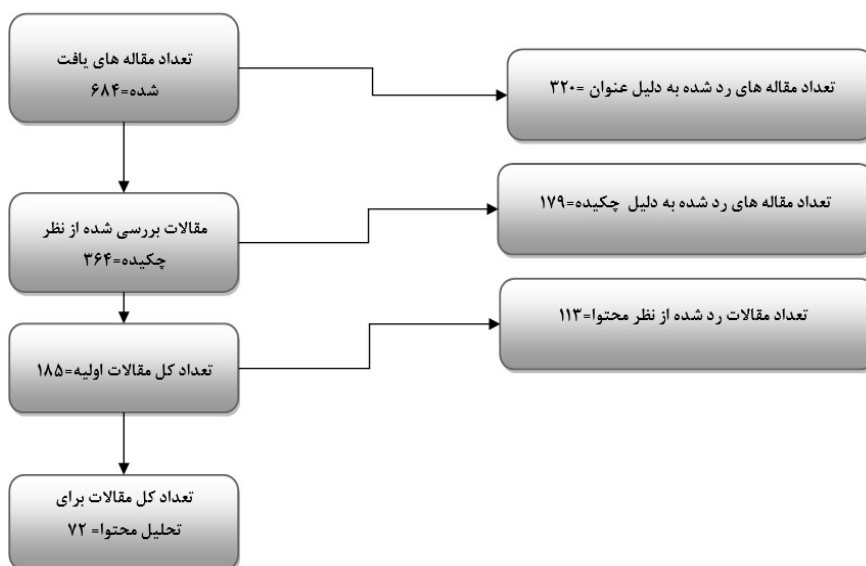 تعداد مقاله های یافت
شده=۶۸۴
تعداد مقاله های رد شده به دلیل عنوان =۳۲۰
مقالات بررسی شده از نظر
چکیده=۳۶۴
تعداد مقاله های رد شده به دلیل چکیده=۱۷۹
تعداد کل مقالات اولیه=۱۸۵
تعداد مقالات رد شده از نظر محتوا=۱۱۳
تعداد کل مقالات برای
تحلیل محتوا= ۷۲